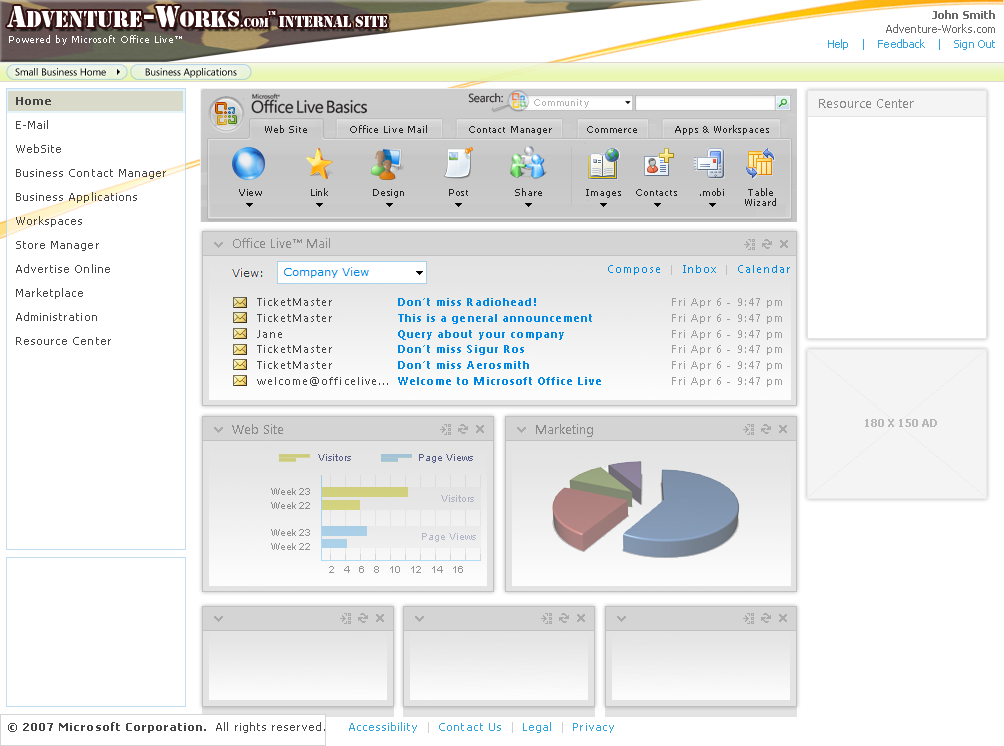 ADVENTURE-WORKS.COM™ INTERNAL SITE
Powered by Microsoft Office Live™
John Smith
Adventure-Works.com
Help | Feedback | Sign Out
Small Business Home
Business Applications
Home
E-Mail
WebSite
Business Contact Manager
Business Applications
Workspaces
Store Manager
Advertise Online
Marketplace
Administration
Resource Center
Microsoft®
Office Live Basics
Search: Community
Web Site Office Live Mail Contact Manager Commerce Apps & Workspaces
View Link Design Post Share Images Contacts .mobi Table
Wizard
Office Live™ Mail
View: Company View
Compose | Inbox | Calendar
TicketMaster Don´t miss Radiohead! Fri Apr 6 - 9:47 pm
TicketMaster This is a general announcement Fri Apr 6 - 9:47 pm
Jane Query about your company Fri Apr 6 - 9:47 pm
TicketMaster Don´t miss Sigur Ros Fri Apr 6 - 9:47 pm
TicketMaster Don´t miss Aerosmith Fri Apr 6 - 9:47 pm
welcome@officelive... Welcome to Microsoft Office Live Fri Apr 6 - 9:47 pm
Web Site
Visitors Page Views
Week 23
Visitors
Week 22
Week 23
Page Views
Week 22
2 4 6 8 10 12 14 16
Marketing
Resource Center
180 X 150 AD
© 2007 Microsoft Corporation. All rights reserved.
Accessibility | Contact Us | Legal | Privacy